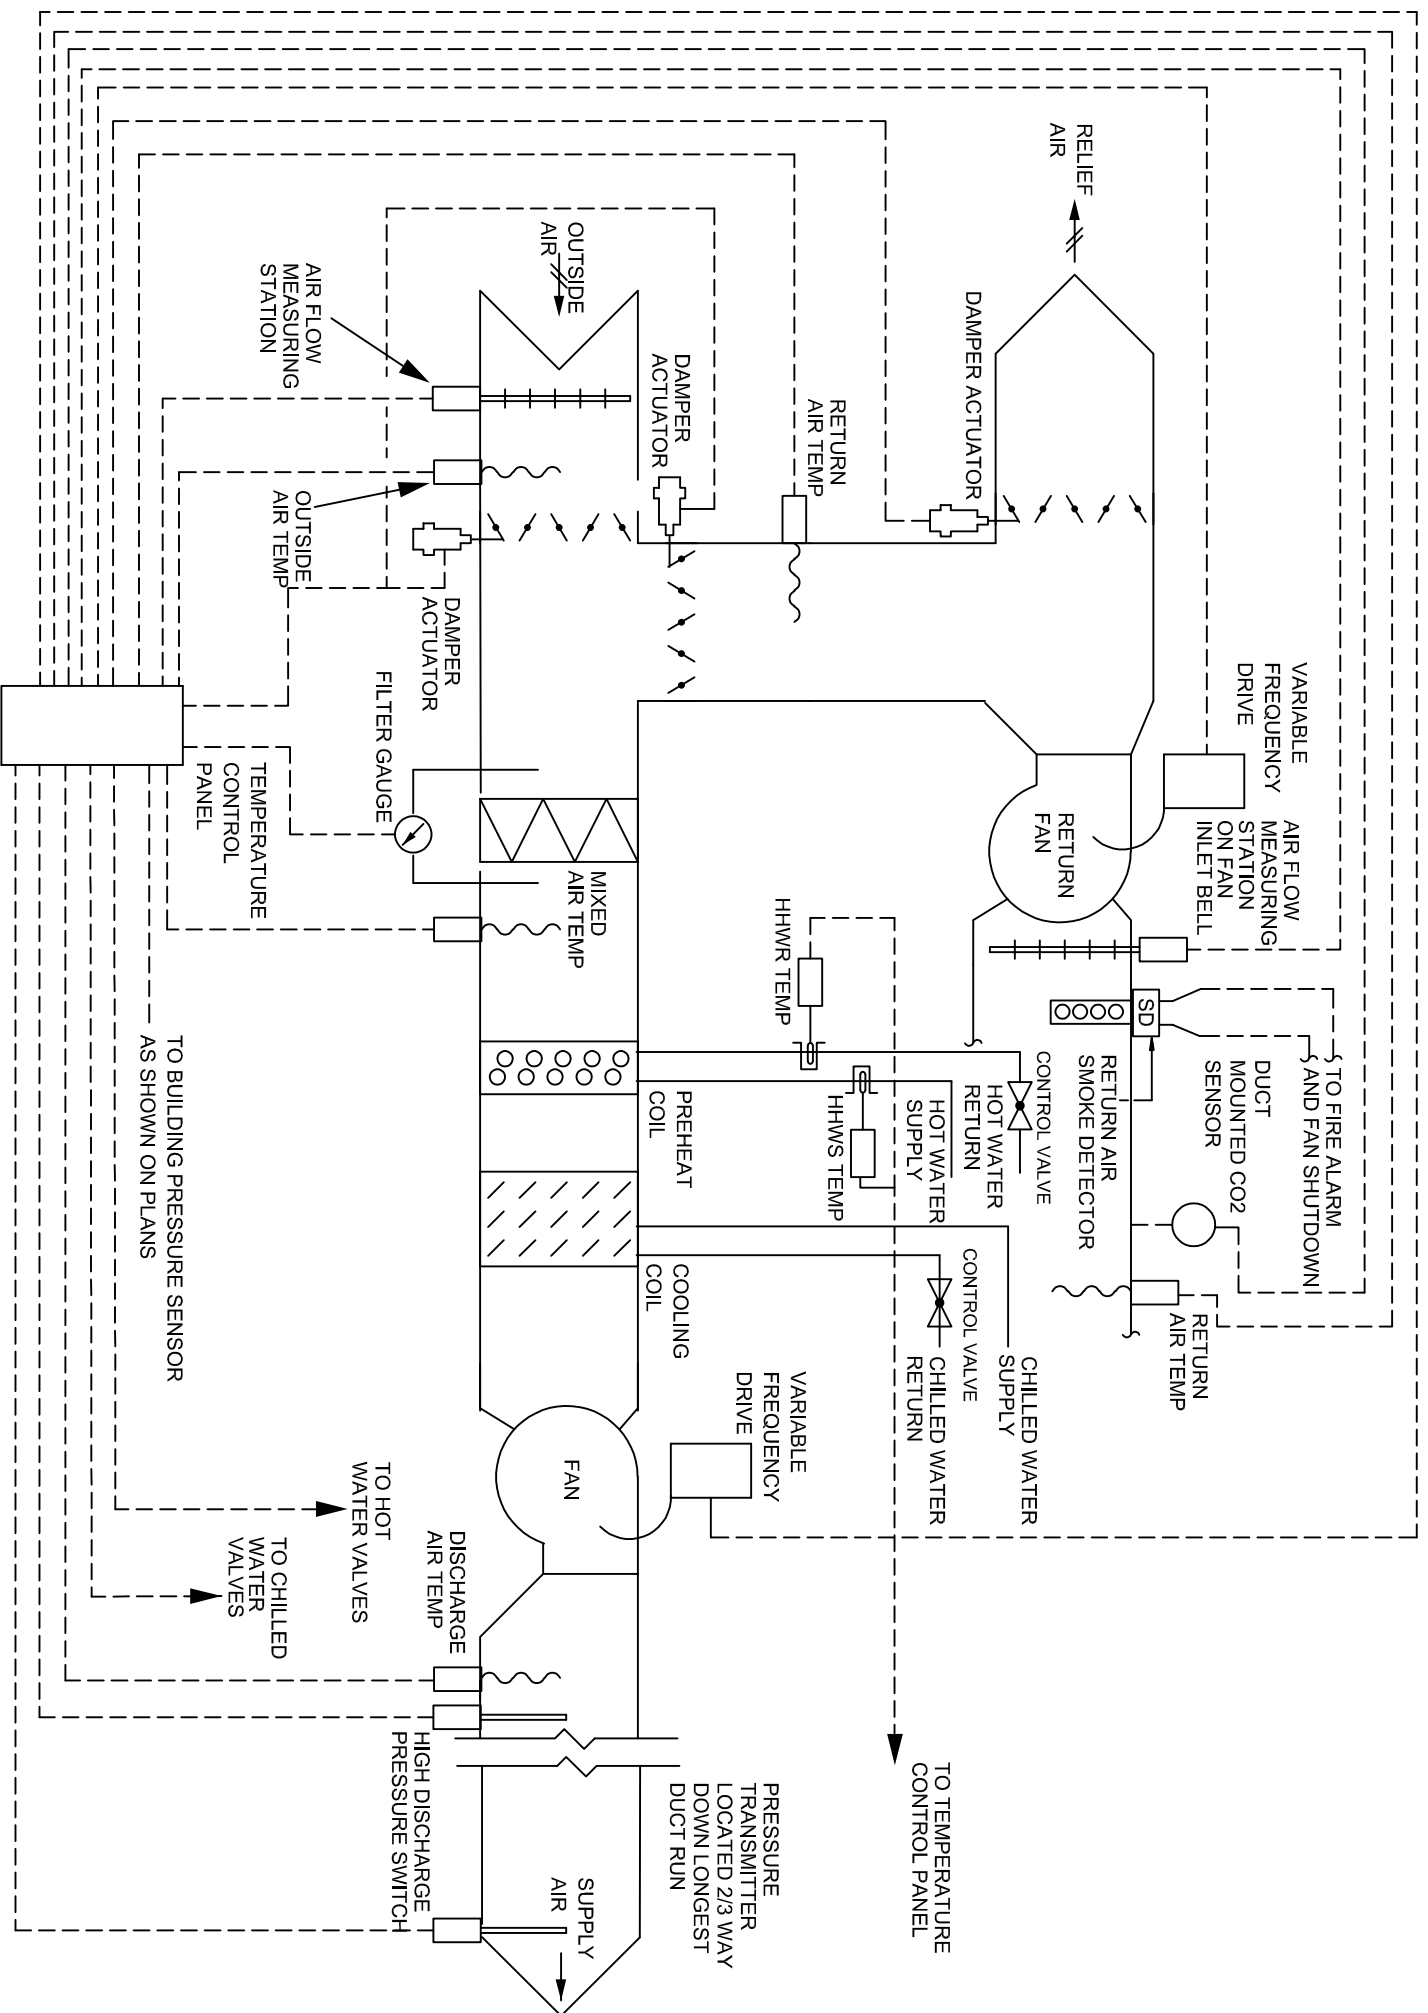 RELIEF
AIR
DAMPER ACTUATOR
VARIABLE
FREQUENCY
DRIVE
RETURN
FAN
AIR FLOW
MEASURING
STATION
ON FAN
INLET BELL
SD
TO FIRE ALARM
AND FAN SHUTDOWN
DUCT
MOUNTED CO2
SENSOR
RETURN AIR
SMOKE DETECTOR
RETURN
AIR TEMP
RETURN
AIR TEMP
DAMPER
ACTUATOR
HHWR TEMP
HHWS TEMP
CONTROL VALVE
HOT WATER
RETURN
HOT WATER
SUPPLY
CONTROL VALVE
CHILLED WATER
SUPPLY
CHILLED WATER
RETURN
TO TEMPERATURE
CONTROL PANEL
OUTSIDE
AIR
AIR FLOW
MEASURING
STATION
OUTSIDE
AIR TEMP
DAMPER
ACTUATOR
FILTER GAUGE
MIXED
AIR TEMP
PREHEAT
COIL
COOLING
COIL
VARIABLE
FREQUENCY
DRIVE
FAN
DISCHARGE
AIR TEMP
HIGH DISCHARGE
PRESSURE SWITCH
PRESSURE
TRANSMITTER
LOCATED 2/3 WAY
DOWN LONGEST
DUCT RUN
SUPPLY
AIR
TEMPERATURE
CONTROL
PANEL
TO BUILDING PRESSURE SENSOR
AS SHOWN ON PLANS
TO HOT
WATER VALVES
TO CHILLED
WATER
VALVES